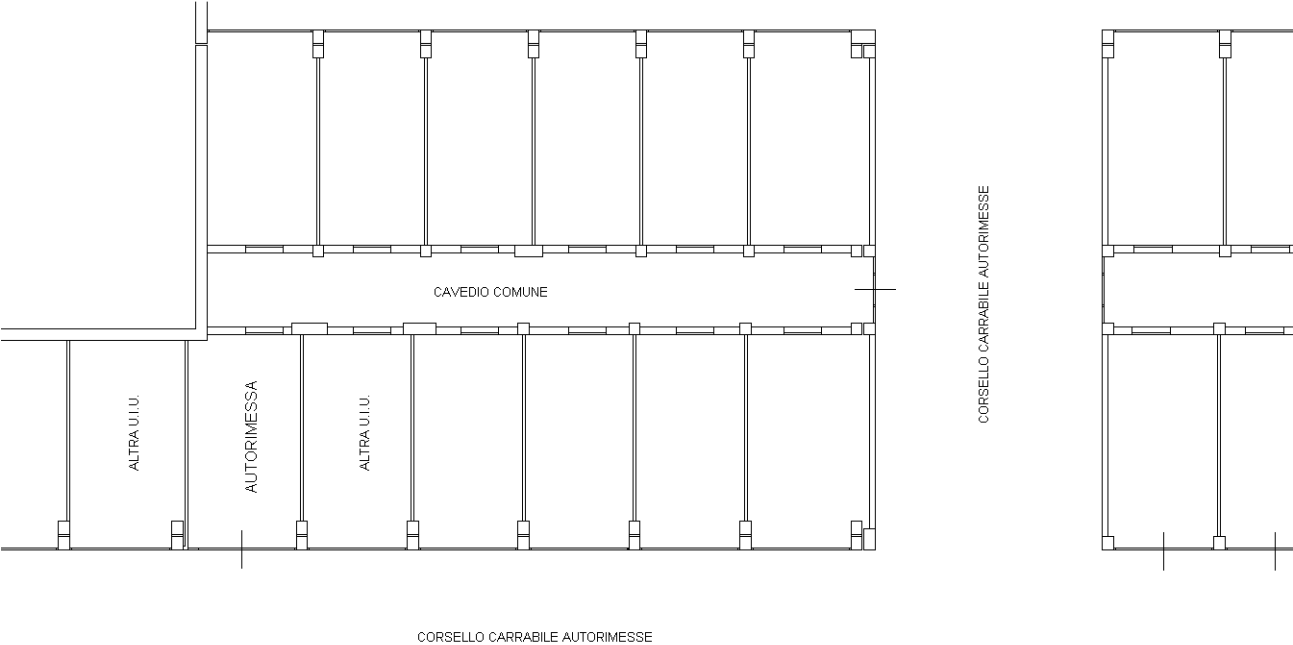 CAVEDIO COMUNE
CORSELLO CARRABILE AUTORIMESSE
ALTRA U.I.U.
AUTORIMESSA
ALTRA U.I.U.
CORSELLO CARRABILE AUTORIMESSE